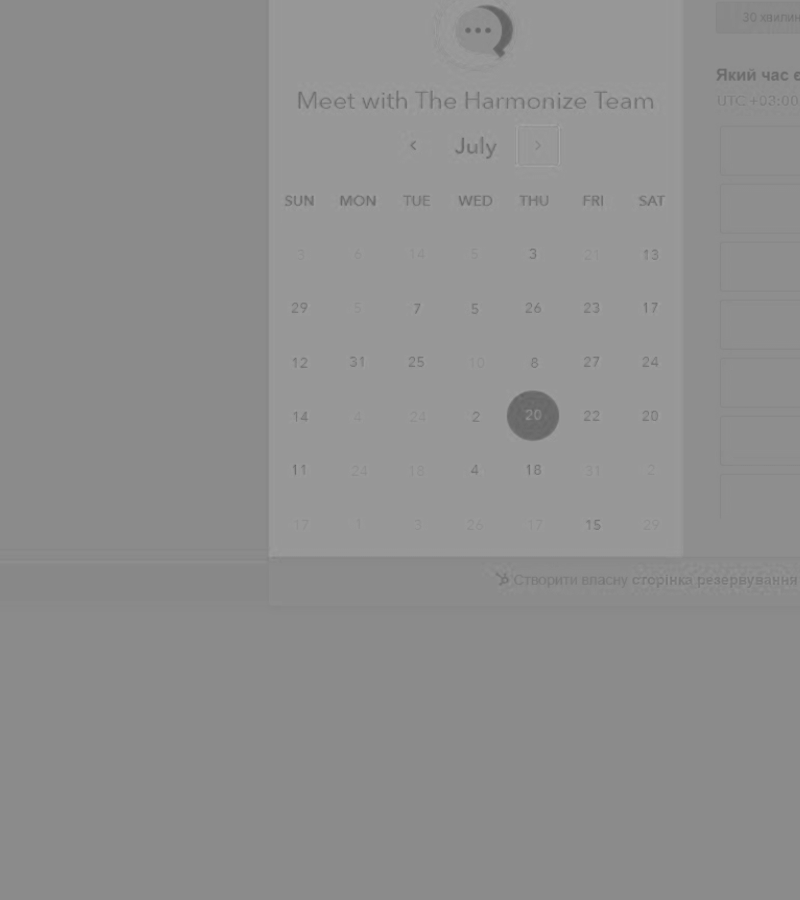 30 хвилин
Meet with The Harmonize Team
Який час є
UTC +03:00
July
SUN MON TUE WED THU FRI SAT
3 6 14 5 3 21 13
29 5 7 5 26 23 17
12 31 25 10 8 27 24
14 4 24 2 20 22 20
11 24 18 4 18 31 2
17 1 3 26 17 15 29
Створити власну сторінка резервування